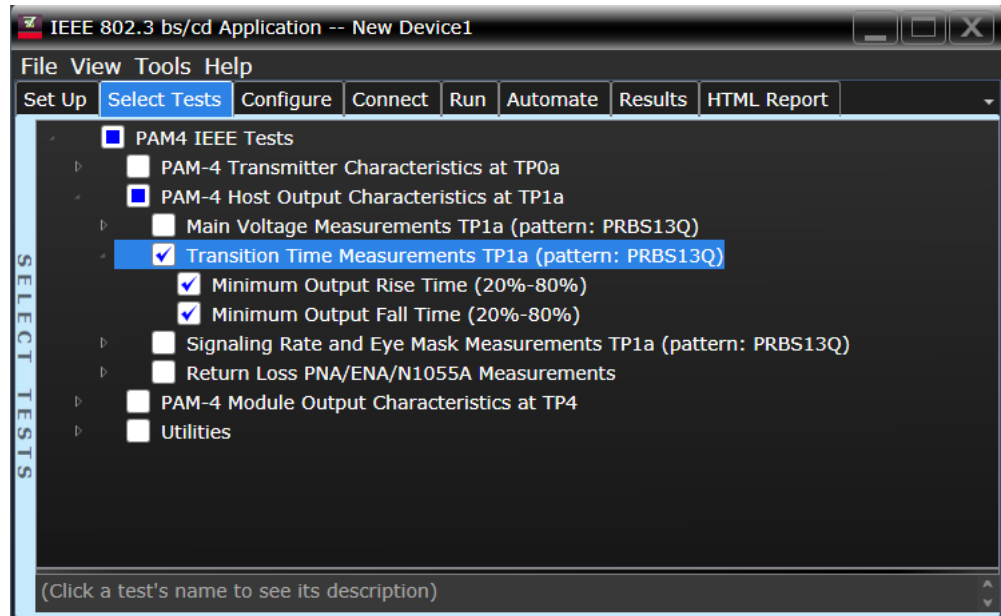 IEEE 802.3 bs/cd Application -- New Device1
File View Tools Help
Set Up Select Tests Configure Connect Run Automate Results HTML Report
SELECT TESTS
PAM4 IEEE Tests
PAM-4 Transmitter Characteristics at TP0a
PAM-4 Host Output Characteristics at TP1a
Main Voltage Measurements TP1a (pattern: PRBS13Q)
Transition Time Measurements TP1a (pattern: PRBS13Q)
Minimum Output Rise Time (20%-80%)
Minimum Output Fall Time (20%-80%)
Signaling Rate and Eye Mask Measurements TP1a (pattern: PRBS13Q)
Return Loss PNA/ENA/N1055A Measurements
PAM-4 Module Output Characteristics at TP4
Utilities
(Click a test's name to see its description)